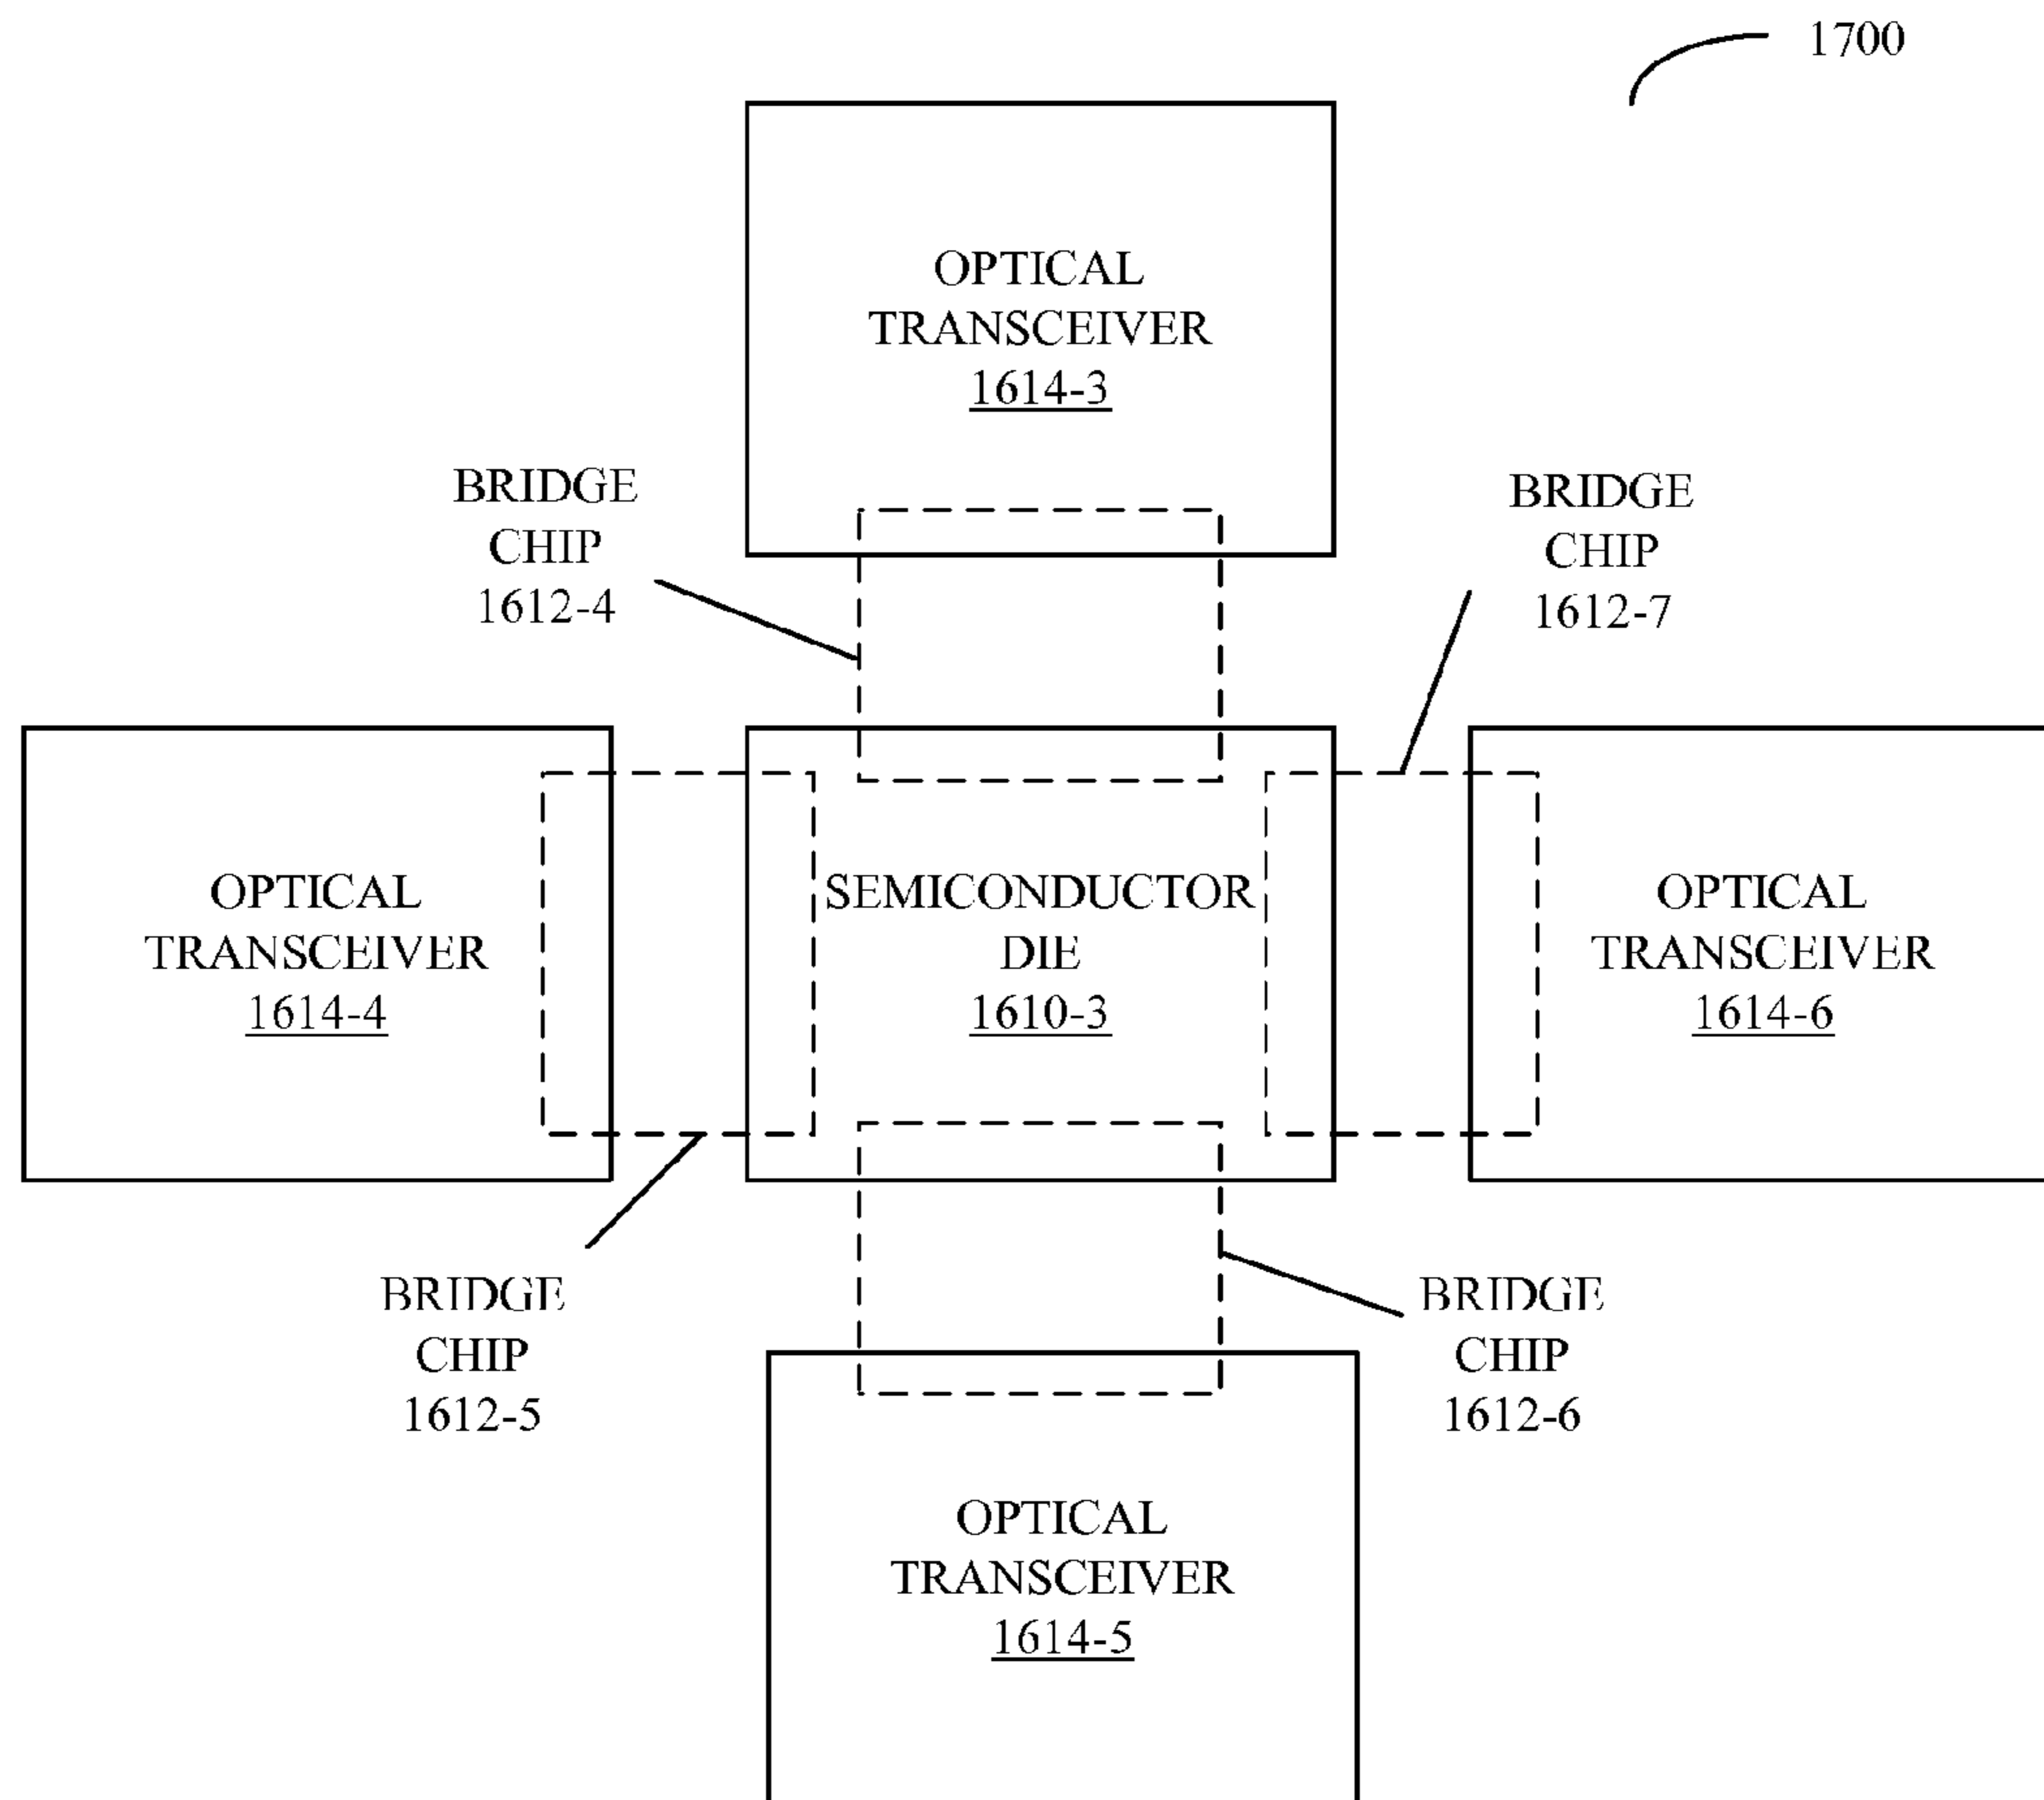 1700
OPTICAL
TRANSCEIVER
1614-3
BRIDGE
CHIP
1612-4
BRIDGE
CHIP
1612-7
OPTICAL
TRANSCEIVER
1614-4
SEMICONDUCTOR
DIE
1610-3
OPTICAL
TRANSCEIVER
1614-6
BRIDGE
CHIP
1612-5
BRIDGE
CHIP
1612-6
OPTICAL
TRANSCEIVER
1614-5